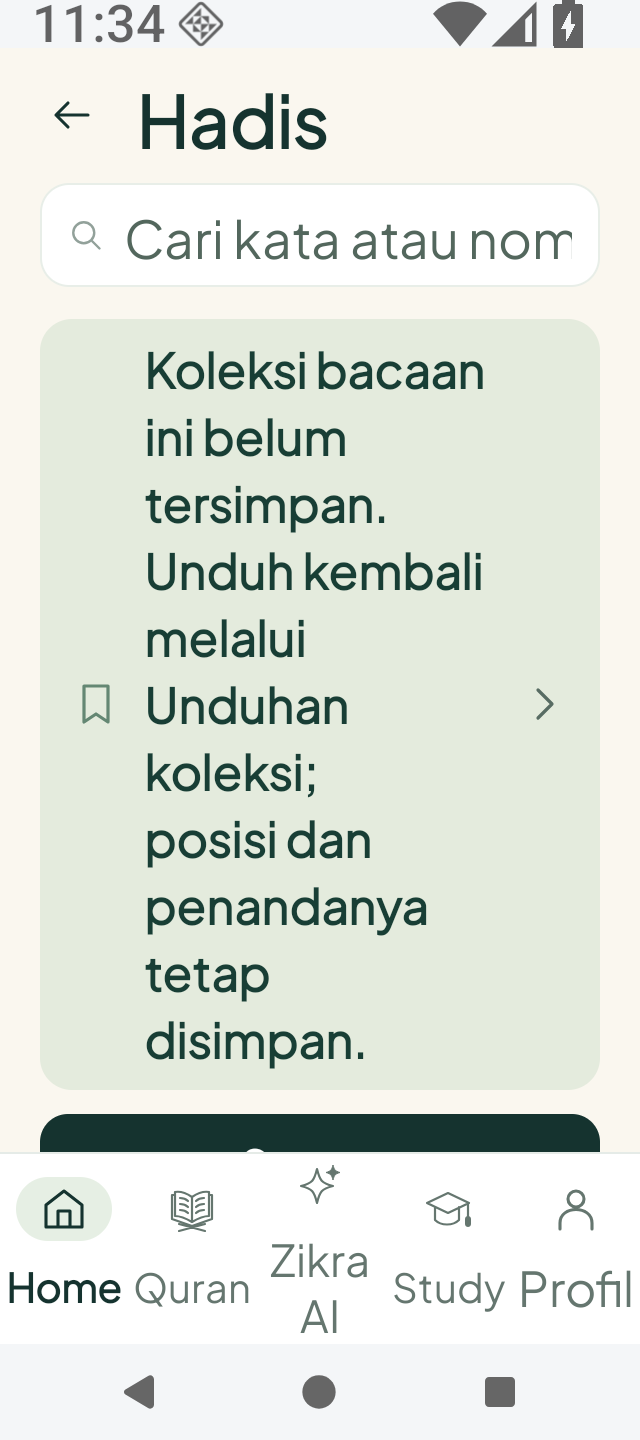 11:34
Hadis
Cari kata atau nom
Koleksi bacaan
ini belum
tersimpan.
Unduh kembali
melalui
Unduhan
koleksi;
posisi dan
penandanya
tetap
disimpan.
Home
Quran
Zikra
AI
Study
Profil